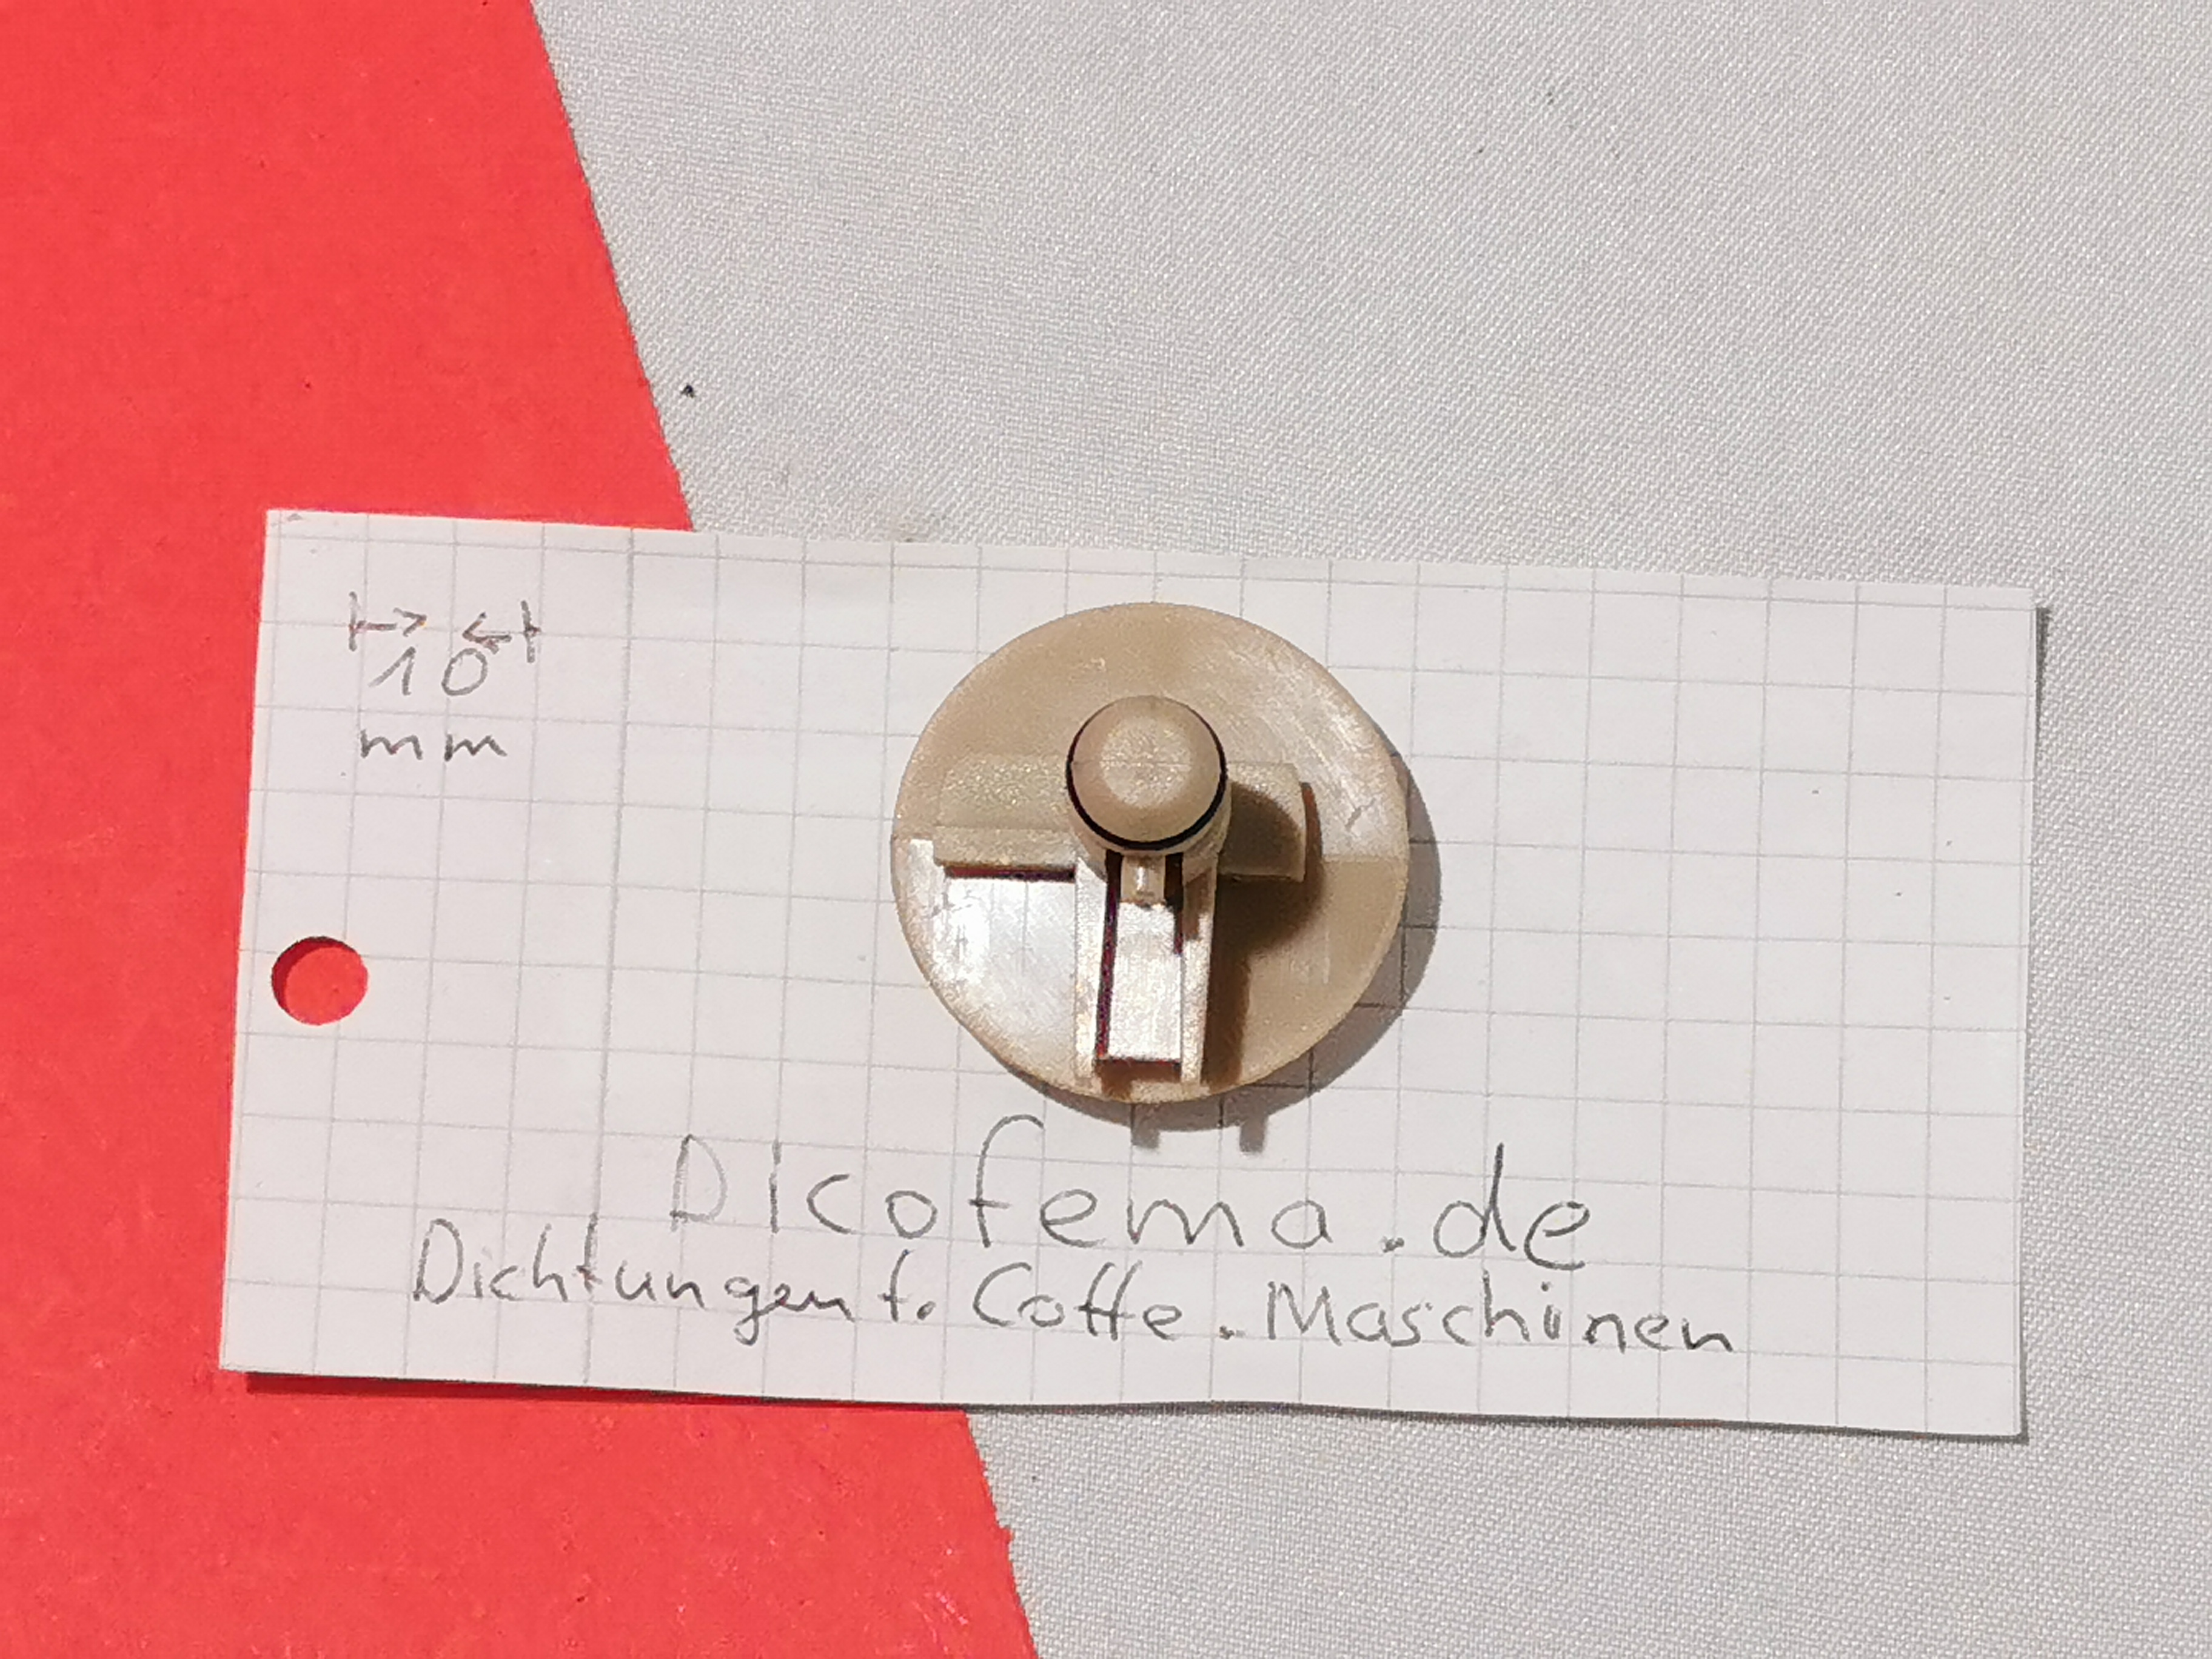 10
mm
Dicofema.de
Dichtungen f. Coffe.Maschinen